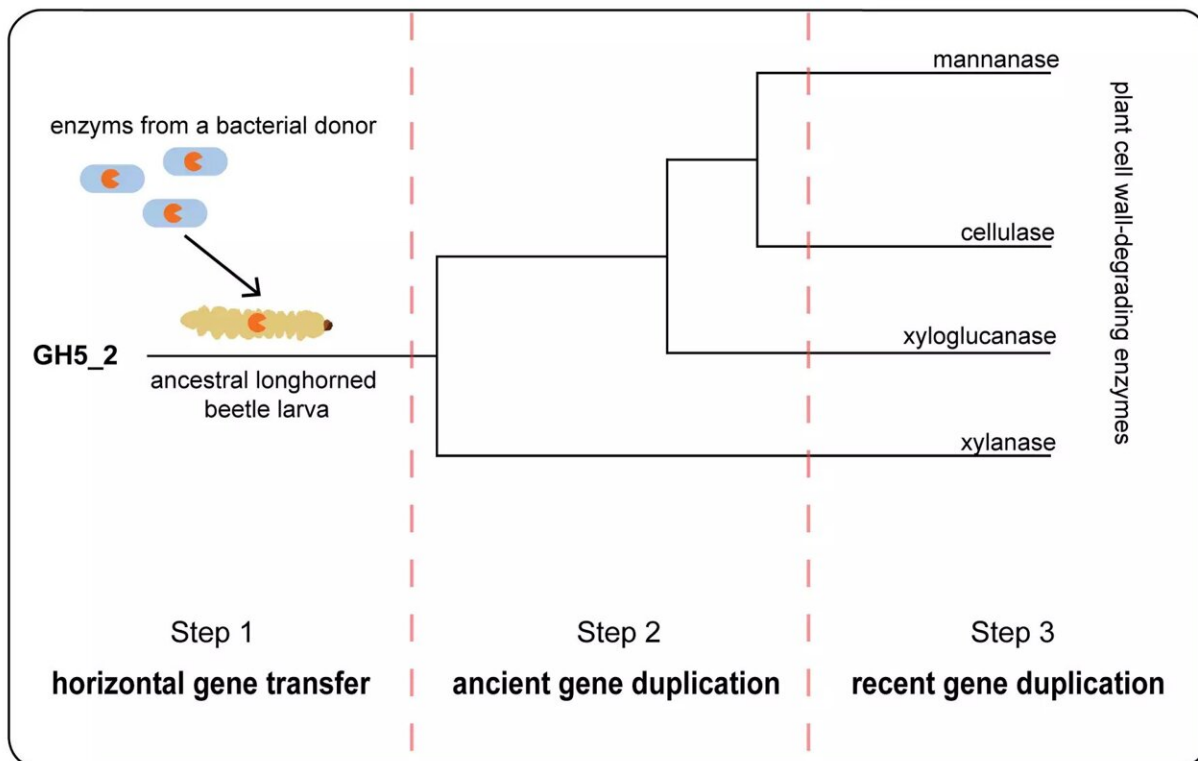 enzyms from a bacterial donor
GH5_2
ancestral longhorned
beetle larva
mannanase
cellulase
xyloglucanase
xylanase
plant cell wall-degrading enzymes
Step 1
horizontal gene transfer
Step 2
ancient gene duplication
Step 3
recent gene duplication